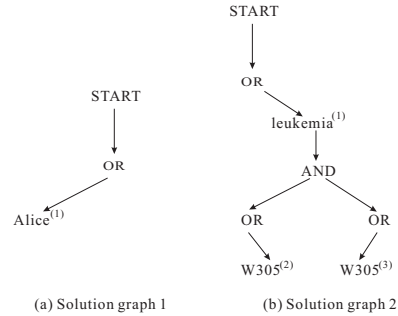 START
OR
Alice(1)
(a) Solution graph 1
START
OR
leukemia(1)
AND
OR OR
W305(2) W305(3)
(b) Solution graph 2